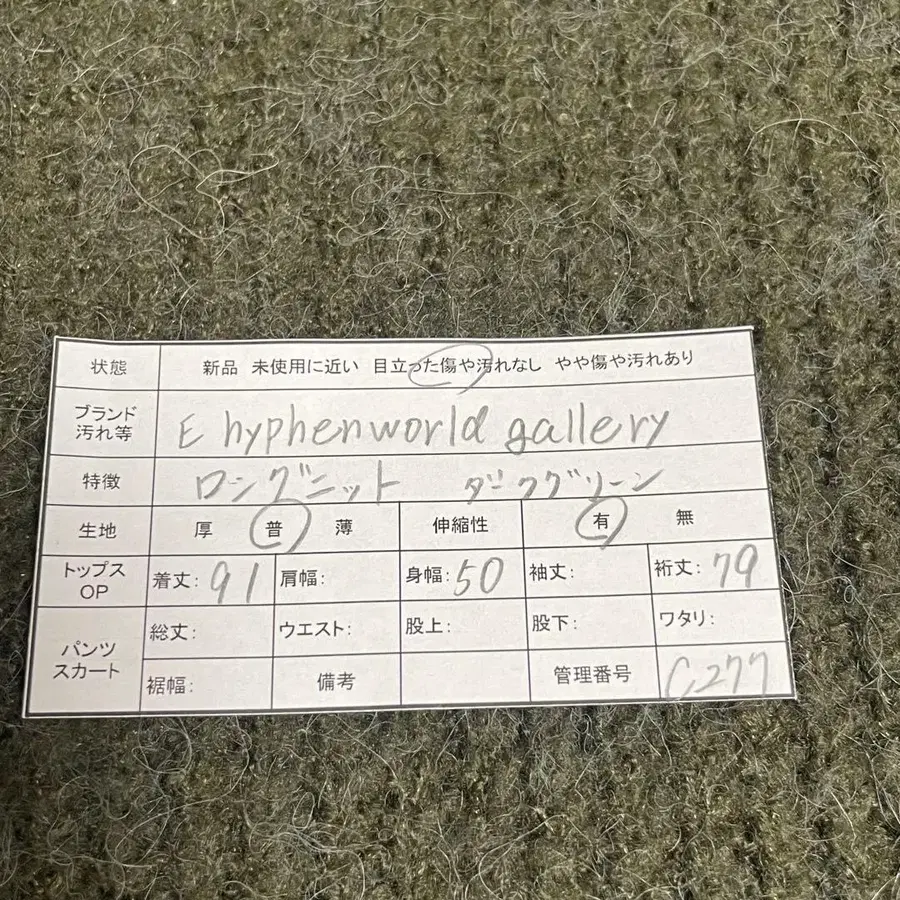 状態 新品 未使用に近い 目立った傷や汚れなし やや傷や汚れあり
ブランド
汚れ等 E hyphenworld gallery
特徴 ロングニット ダークグリーン
生地 厚 普 薄 伸縮性 有 無
トップス
OP 着丈: 91 肩幅: 身幅: 50 袖丈: 裄丈: 79
パンツ
スカート 総丈: ウエスト: 股上: 股下: ワタリ:
裾幅: 備考 管理番号 C277